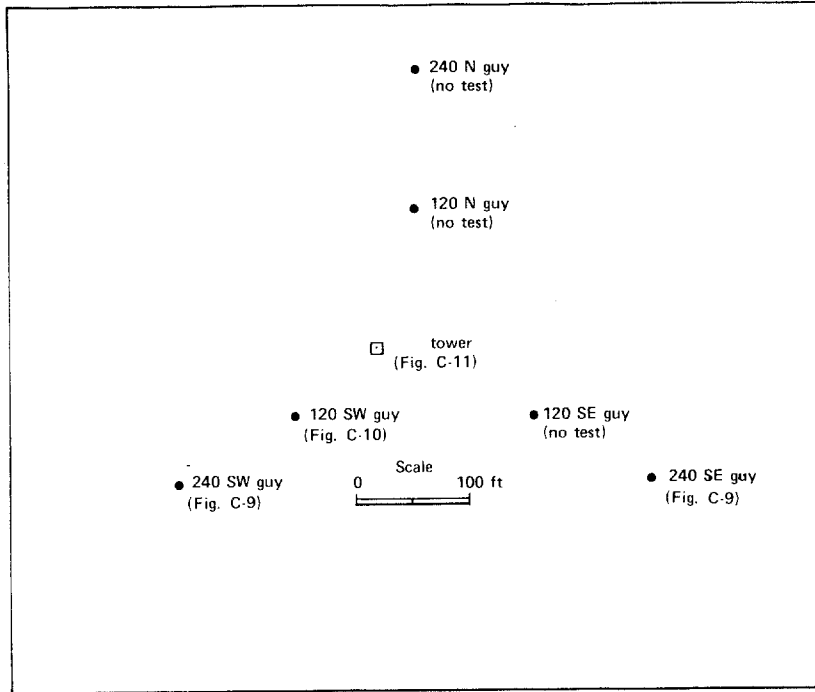 240 N guy
(no test)
120 N guy
(no test)
tower
(Fig. C-11)
120 SW guy
(Fig. C-10)
120 SE guy
(no test)
240 SW guy
(Fig. C-9)
Scale
0 100 ft
240 SE guy
(Fig. C-9)